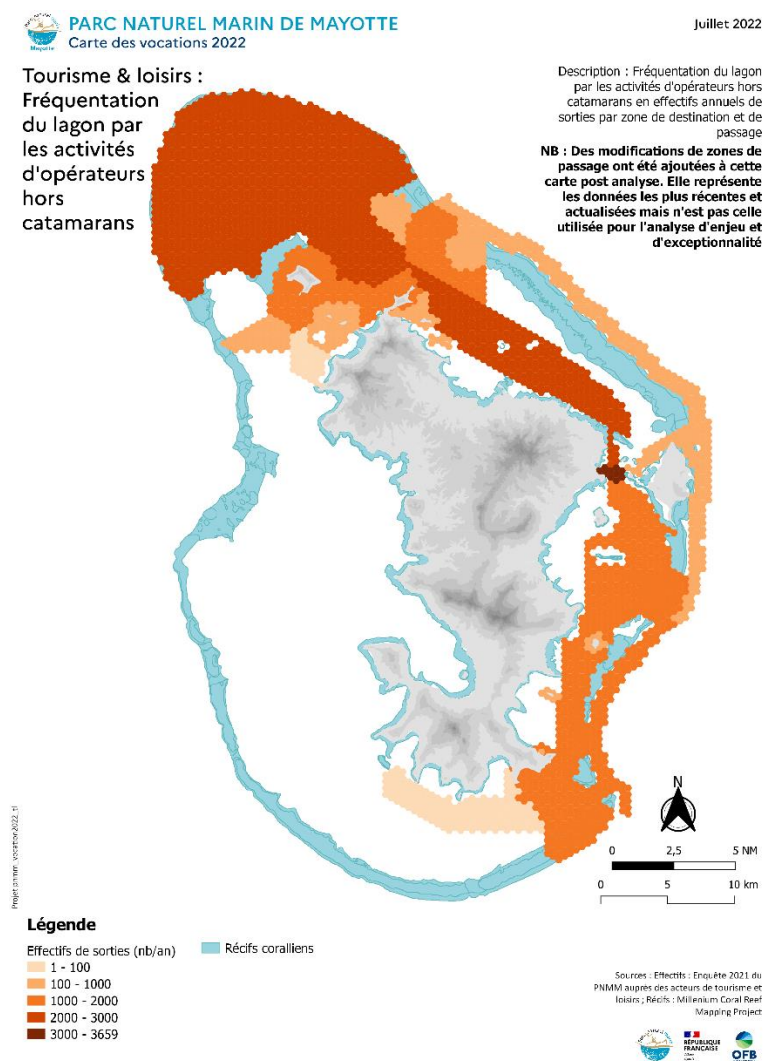 PARC NATUREL MARIN DE MAYOTTE
Carte des vocations 2022
Juillet 2022
Tourisme & loisirs :
Fréquentation
du lagon par
les activités
d'opérateurs
hors
catamarans
Description : Fréquentation du lagon
par les activités d'opérateurs hors
catamarans en effectifs annuels de
sorties par zone de destination et de
passage
NB : Des modifications de zones de
passage ont été ajoutées à cette
carte post analyse. Elle représente
les données les plus récentes et
actualisées mais n'est pas celle
utilisée pour l'analyse d'enjeu et
d'exceptionnalité
N
0 2,5 5 NM
0 5 10 km
Légende
Effectifs de sorties (nb/an)
1 - 100
100 - 1000
1000 - 2000
2000 - 3000
3000 - 3659
Récifs coralliens
Sources : Effectifs : Enquête 2021 du
PNMM auprès des acteurs de tourisme et
loisirs ; Récifs : Millenium Coral Reef
Mapping Project
Mayotte
RÉPUBLIQUE
FRANÇAISE
OFB